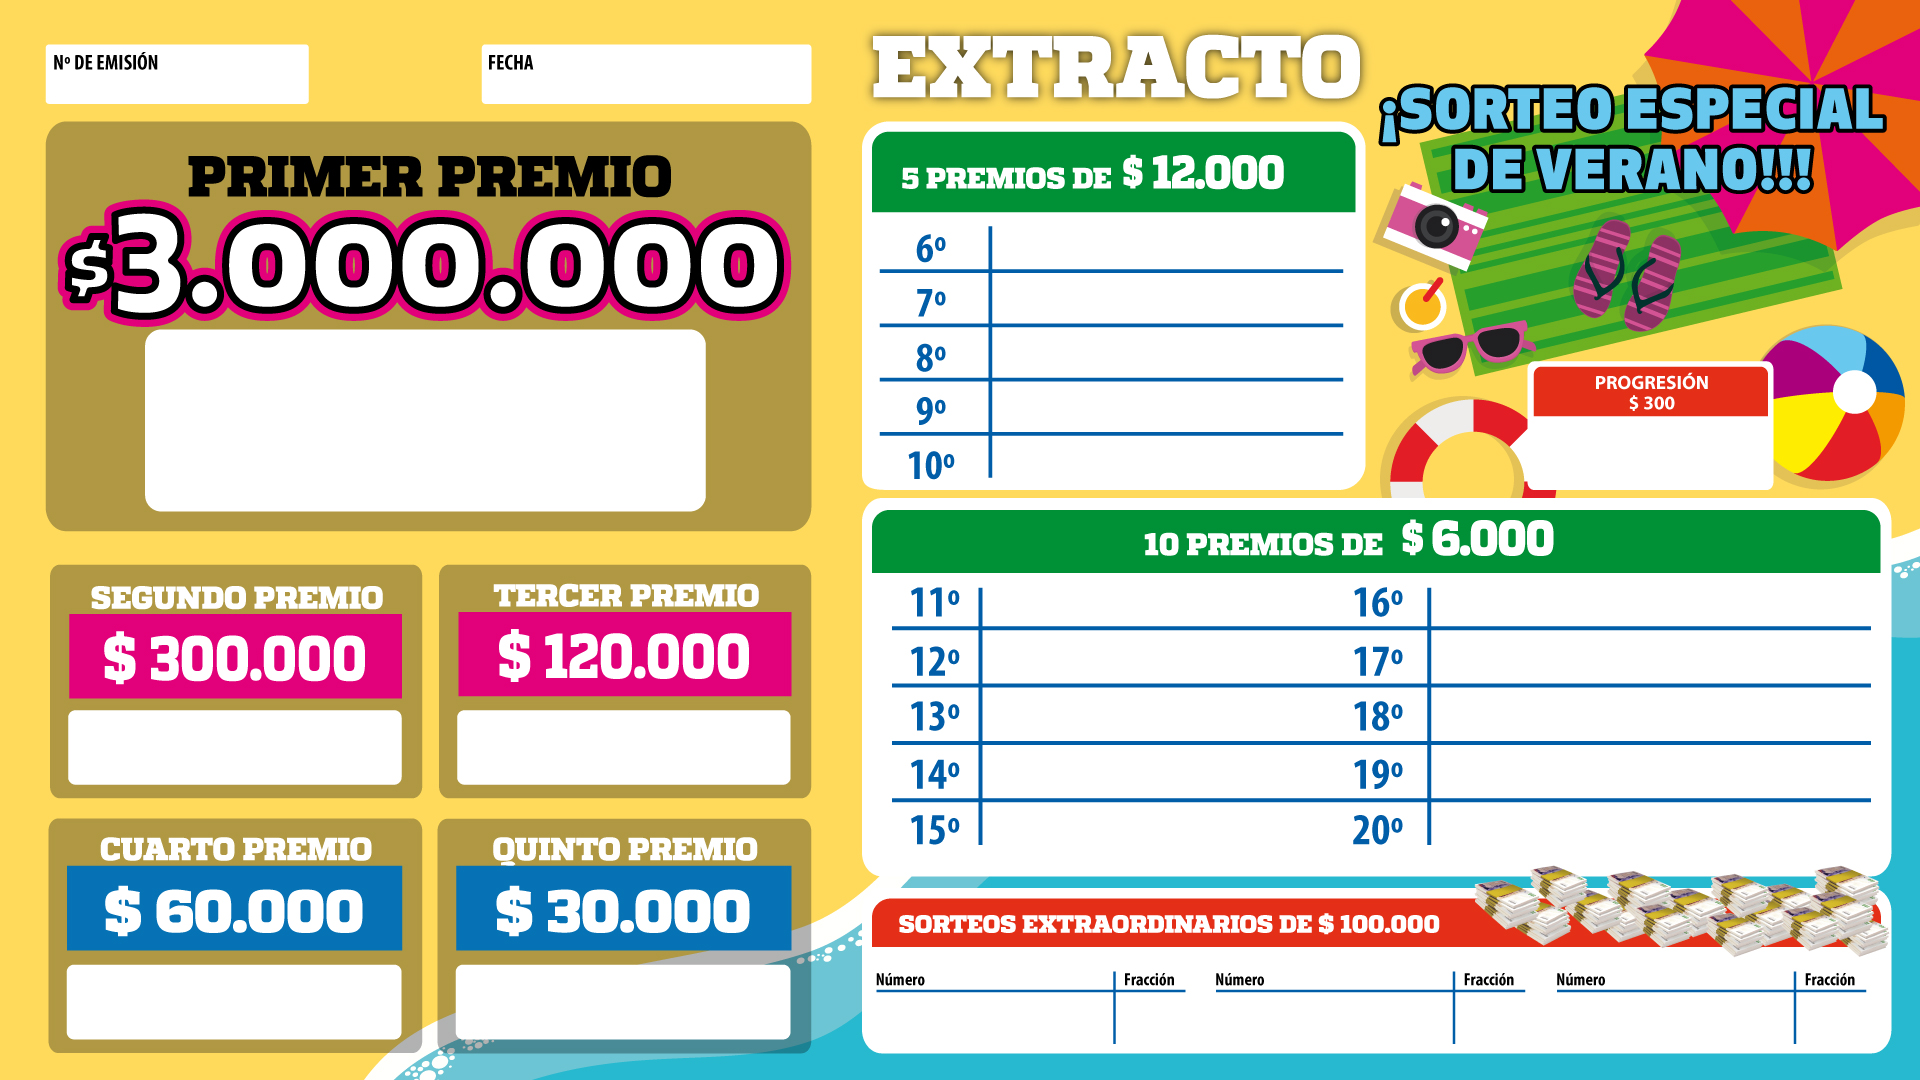 Nº DE EMISIÓN
FECHA
PRIMER PREMIO
$3.000.000
SEGUNDO PREMIO
$ 300.000
TERCER PREMIO
$ 120.000
CUARTO PREMIO
$ 60.000
QUINTO PREMIO
$ 30.000
EXTRACTO
¡SORTEO ESPECIAL
DE VERANO!!!
5 PREMIOS DE $ 12.000
6º
7º
8º
9º
10º
PROGRESIÓN
$ 300
10 PREMIOS DE $ 6.000
11º
12º
13º
14º
15º
16º
17º
18º
19º
20º
SORTEOS EXTRAORDINARIOS DE $ 100.000
Número Fracción Número Fracción Número Fracción